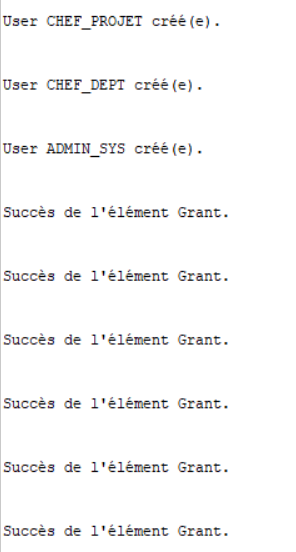 User CHEF_PROJET créé(e).
User CHEF_DEPT créé(e).
User ADMIN_SYS créé(e).
Succès de l'élément Grant.
Succès de l'élément Grant.
Succès de l'élément Grant.
Succès de l'élément Grant.
Succès de l'élément Grant.
Succès de l'élément Grant.